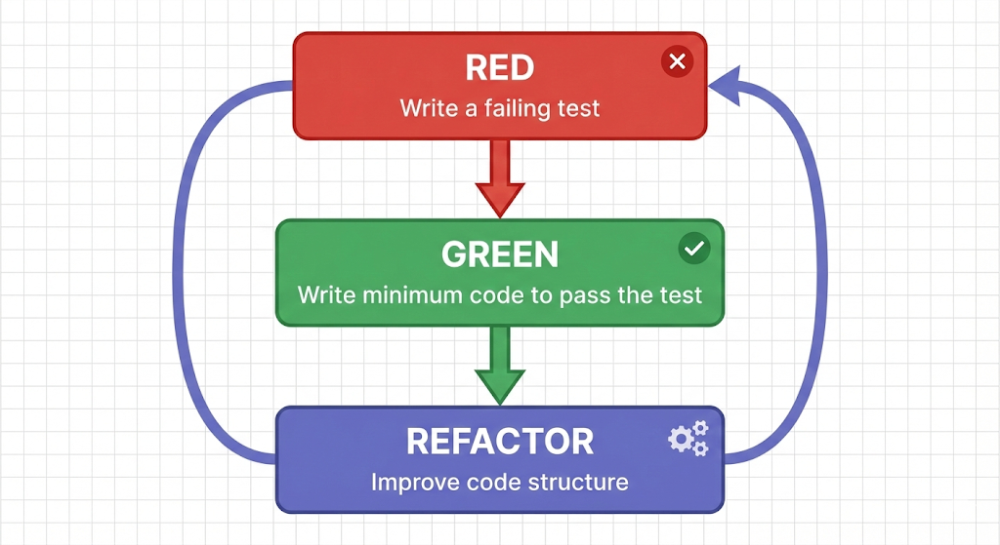 RED
Write a failing test
GREEN
Write minimum code to pass the test
REFACTOR
Improve code structure